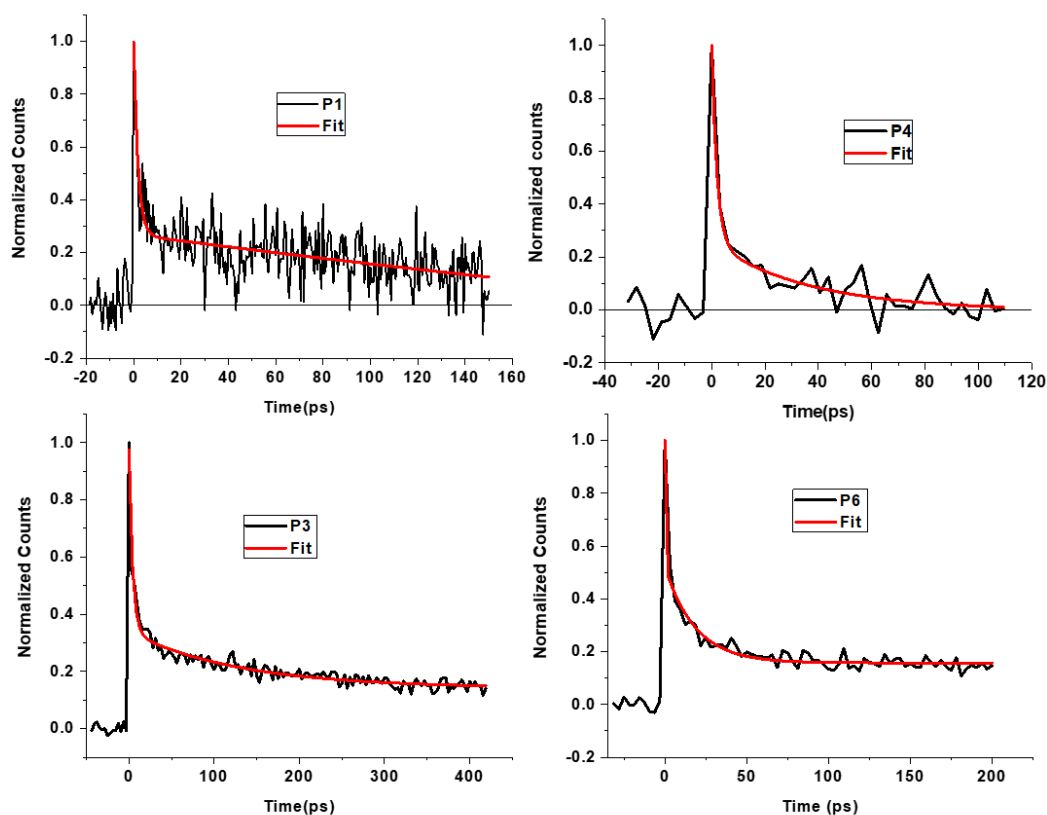 Normalized Counts
1.0
0.8
0.6
0.4
0.2
0.0
-0.2
P1
Fit
-20 0 20 40 60 80 100 120 140 160
Time(ps)
Normalized counts
1.0
0.8
0.6
0.4
0.2
0.0
-0.2
P4
Fit
-40 -20 0 20 40 60 80 100 120
Time(ps)
Normalized Counts
1.0
0.8
0.6
0.4
0.2
0.0
P3
Fit
0 100 200 300 400
Time(ps)
Normalized Counts
1.0
0.8
0.6
0.4
0.2
0.0
-0.2
P6
Fit
0 50 100 150 200
Time (ps)